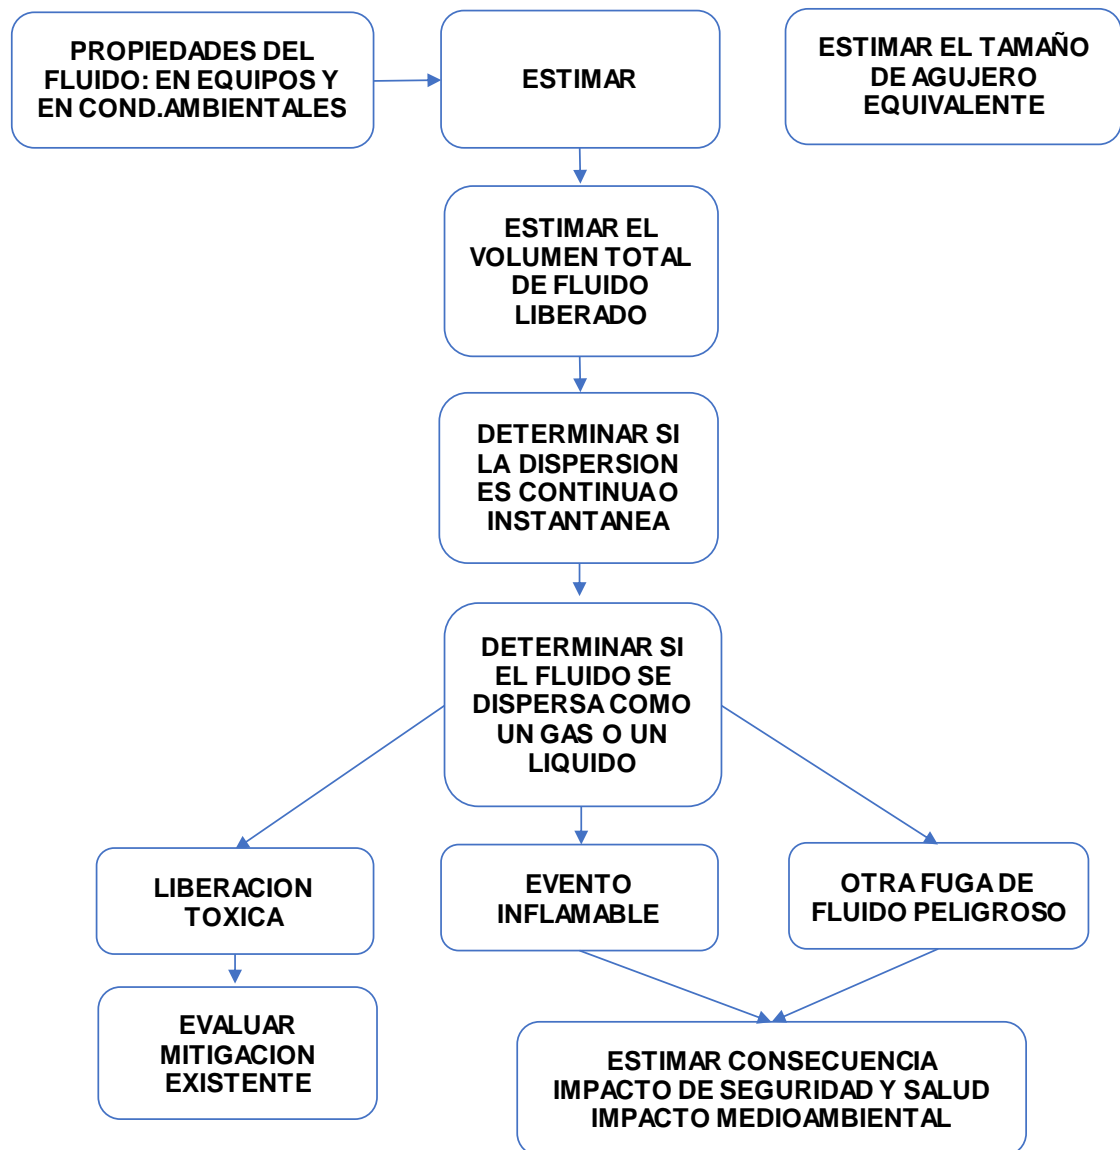 PROPIEDADES DEL
FLUIDO: EN EQUIPOS Y
EN COND.AMBIENTALES
ESTIMAR
ESTIMAR EL TAMAÑO
DE AGUJERO
EQUIVALENTE
ESTIMAR EL
VOLUMEN TOTAL
DE FLUIDO
LIBERADO
DETERMINAR SI
LA DISPERSION
ES CONTINUA O
INSTANTANEA
DETERMINAR SI
EL FLUIDO SE
DISPERSA COMO
UN GAS O UN
LIQUIDO
LIBERACION
TOXICA
EVENTO
INFLAMABLE
OTRA FUGA DE
FLUIDO PELIGROSO
EVALUAR
MITIGACION
EXISTENTE
ESTIMAR CONSECUENCIA
IMPACTO DE SEGURIDAD Y SALUD
IMPACTO MEDIOAMBIENTAL